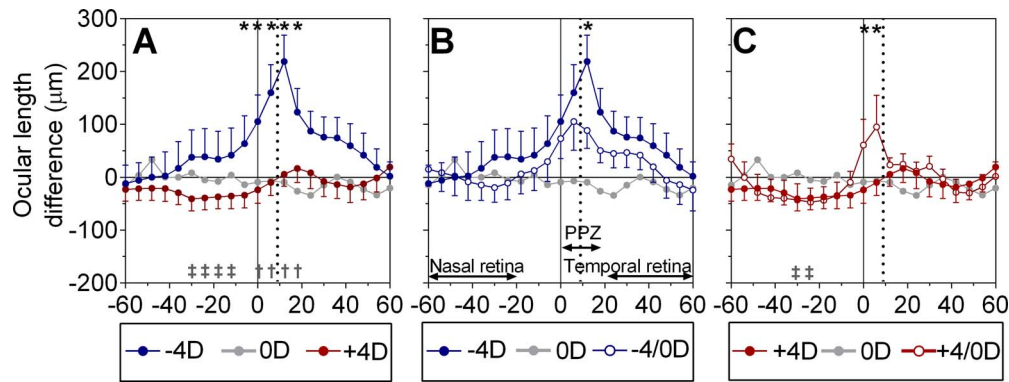 A
B
C
*****
*
**
Ocular length
difference (μm)
300
200
100
0
-100
-200
‡‡‡‡ ††††
PPZ
Nasal retina
Temporal retina
‡‡
-60 -40 -20 0 20 40 60
-60 -40 -20 0 20 40 60
-60 -40 -20 0 20 40 60
-4D 0D +4D
-4D 0D -4/0D
+4D 0D +4/0D